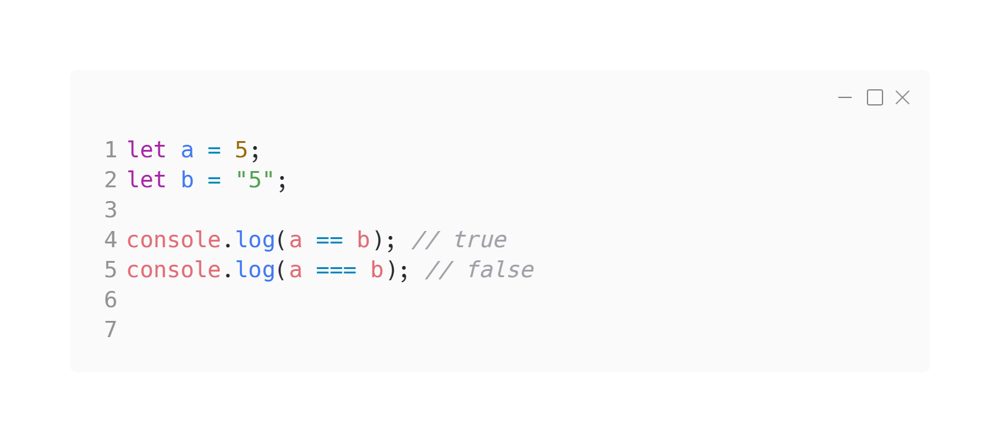 1 let a = 5;
2 let b = "5";
3
4 console.log(a == b); // true
5 console.log(a === b); // false
6
7